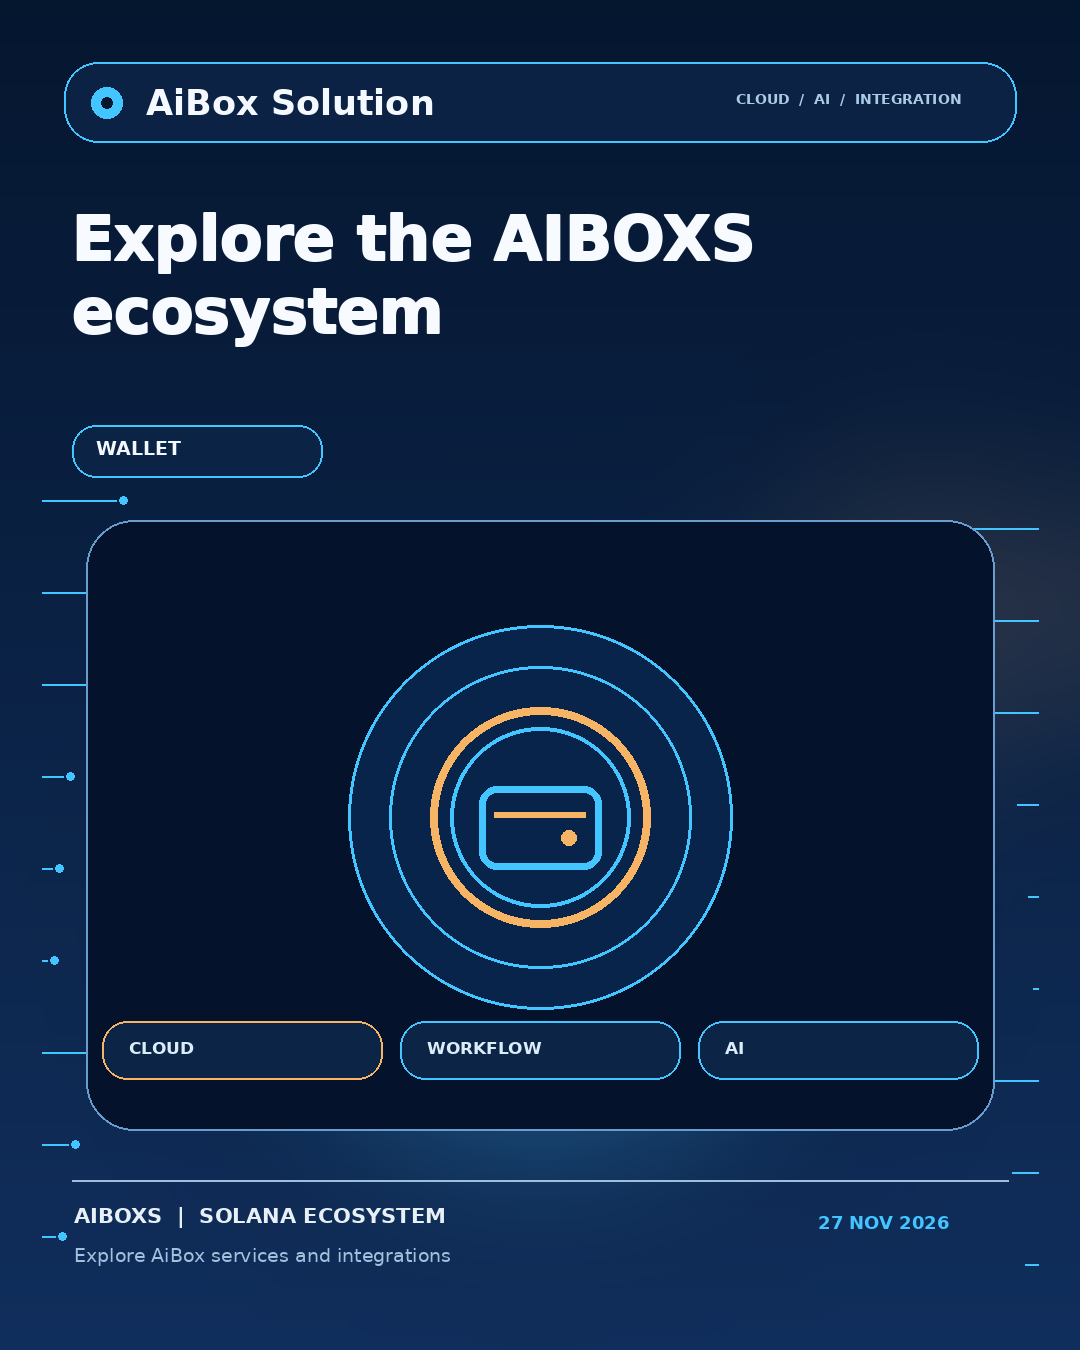 AiBox Solution
CLOUD / AI / INTEGRATION
Explore the AIBOXS
ecosystem
WALLET
CLOUD
WORKFLOW
AI
AIBOXS | SOLANA ECOSYSTEM
27 NOV 2026
Explore AiBox services and integrations